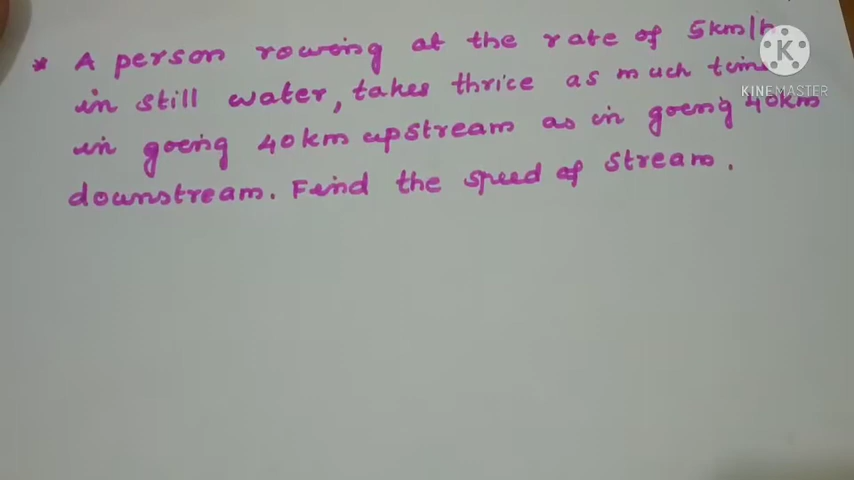 * A person rowing at the rate of 5km/h
in still water, takes thrice as much time
in going 40km upstream as in going 40km
downstream. Find the speed of stream.
K
KINEMASTER